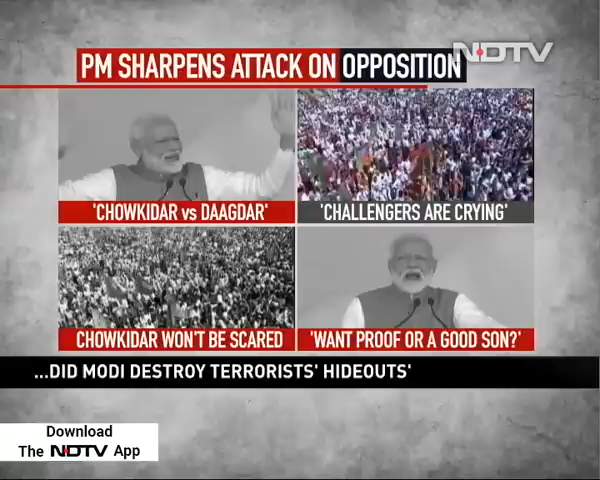 PM SHARPENS ATTACK ON OPPOSITION
NDTV
'CHOWKIDAR vs DAAGDAR'
'CHALLENGERS ARE CRYING'
CHOWKIDAR WON'T BE SCARED
'WANT PROOF OR A GOOD SON?'
...DID MODI DESTROY TERRORISTS' HIDEOUTS'
Download
The NDTV App